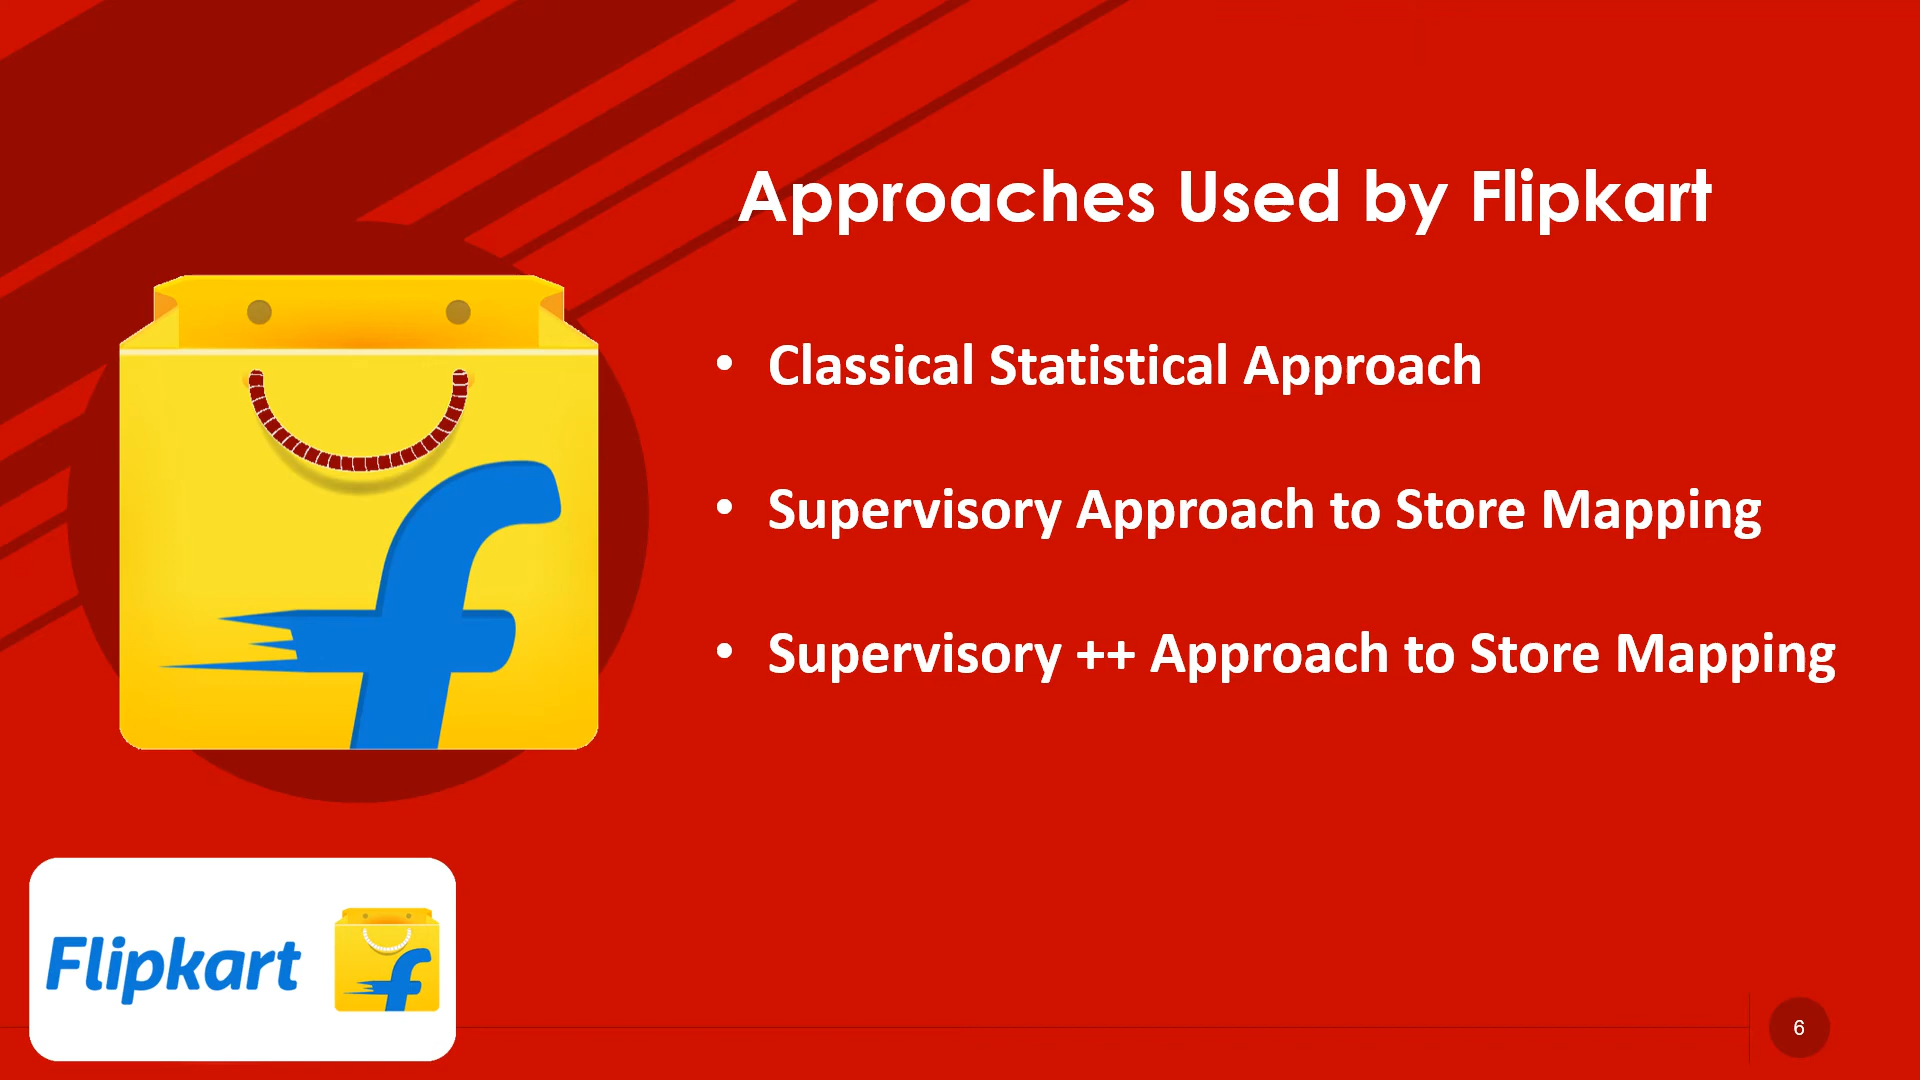 Approaches Used by Flipkart
• Classical Statistical Approach
• Supervisory Approach to Store Mapping
• Supervisory ++ Approach to Store Mapping
f
Flipkart f
6